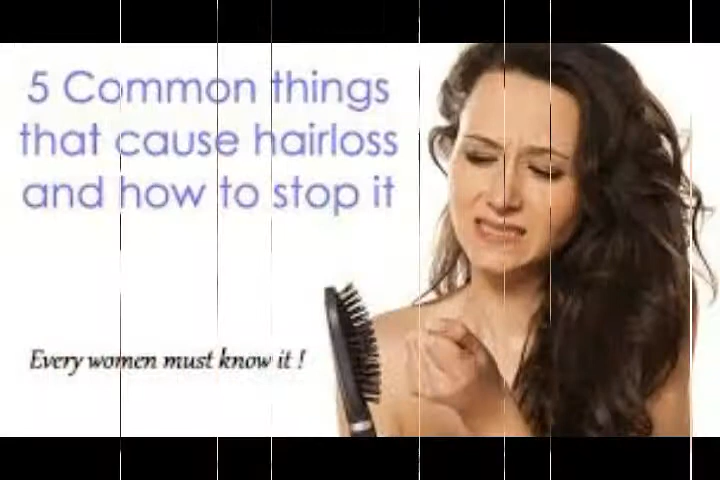 5 Common things
that cause hairloss
and how to stop it
Every women must know it !